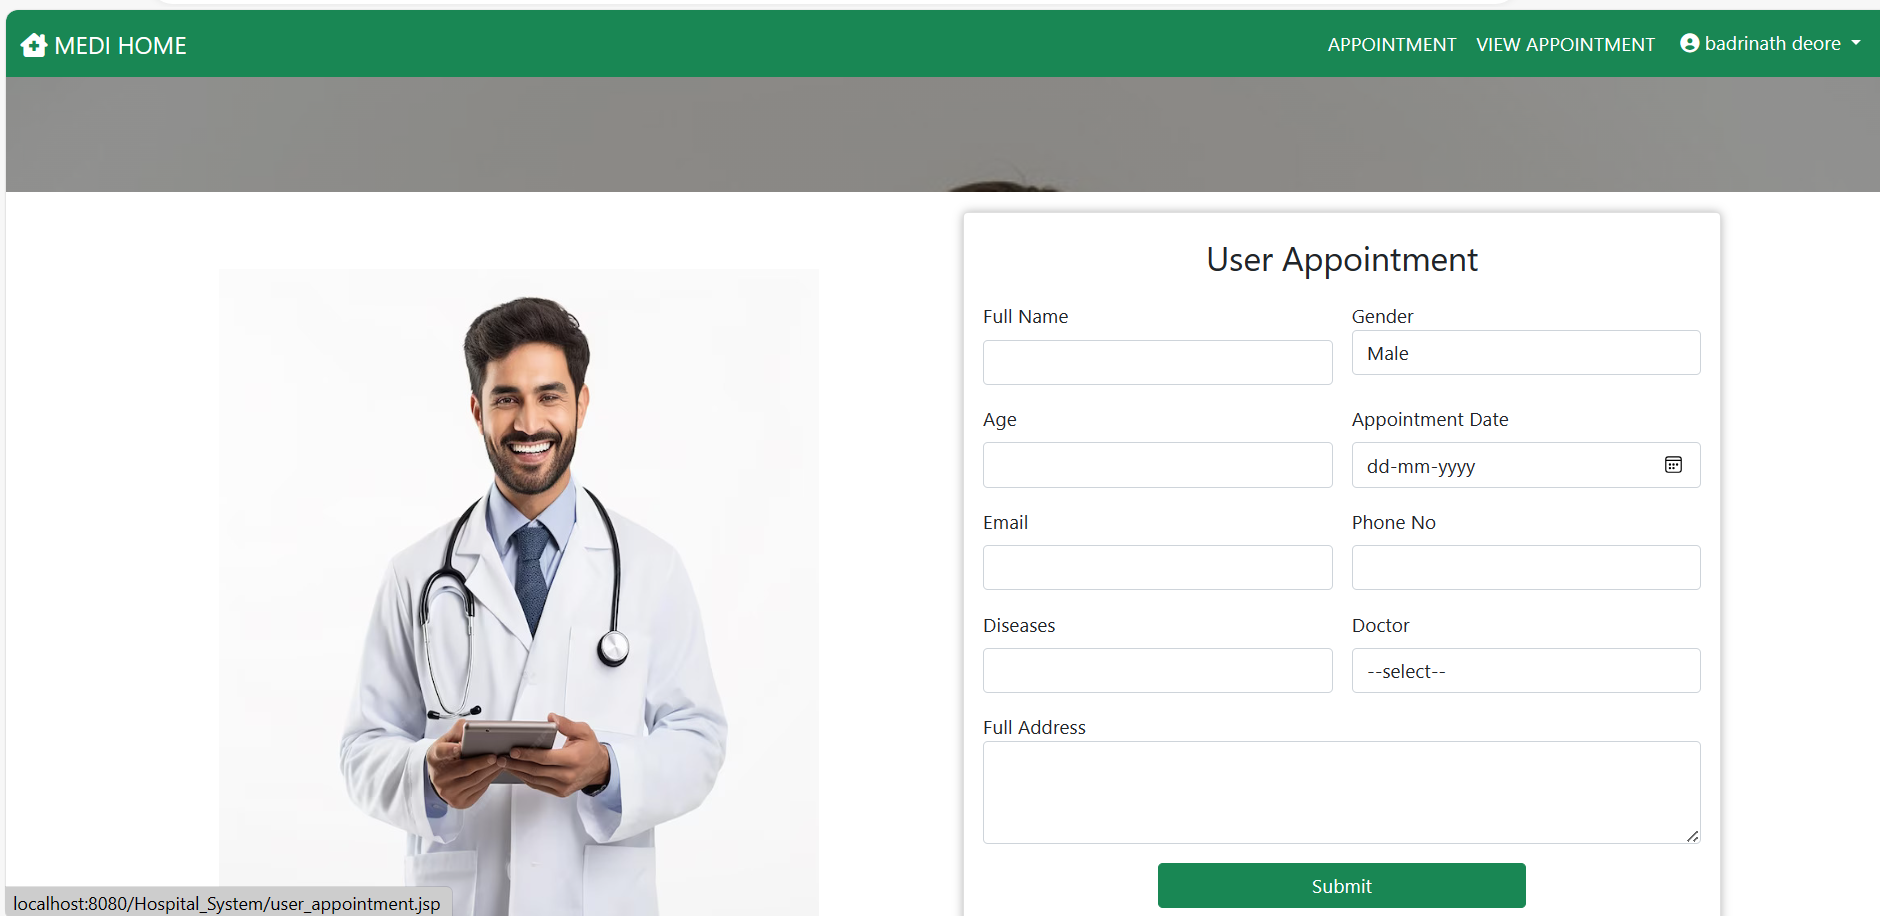 MEDI HOME
APPOINTMENT VIEW APPOINTMENT badrinath deore
User Appointment
Full Name Gender
Male
Age Appointment Date
dd-mm-yyyy
Email Phone No
Diseases Doctor
--select--
Full Address
Submit
localhost:8080/Hospital_System/user_appointment.jsp